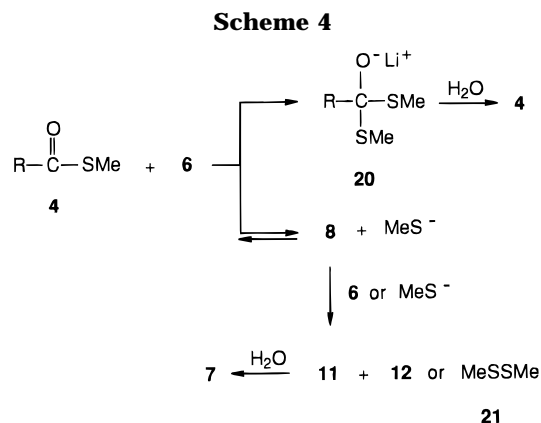 Scheme 4
O⁻ Li⁺
R–C–SMe
SMe
20
H₂O
4
O
R–C–SMe + 6
4
8 + MeS⁻
6 or MeS⁻
7
H₂O
11 + 12 or MeSSMe
21